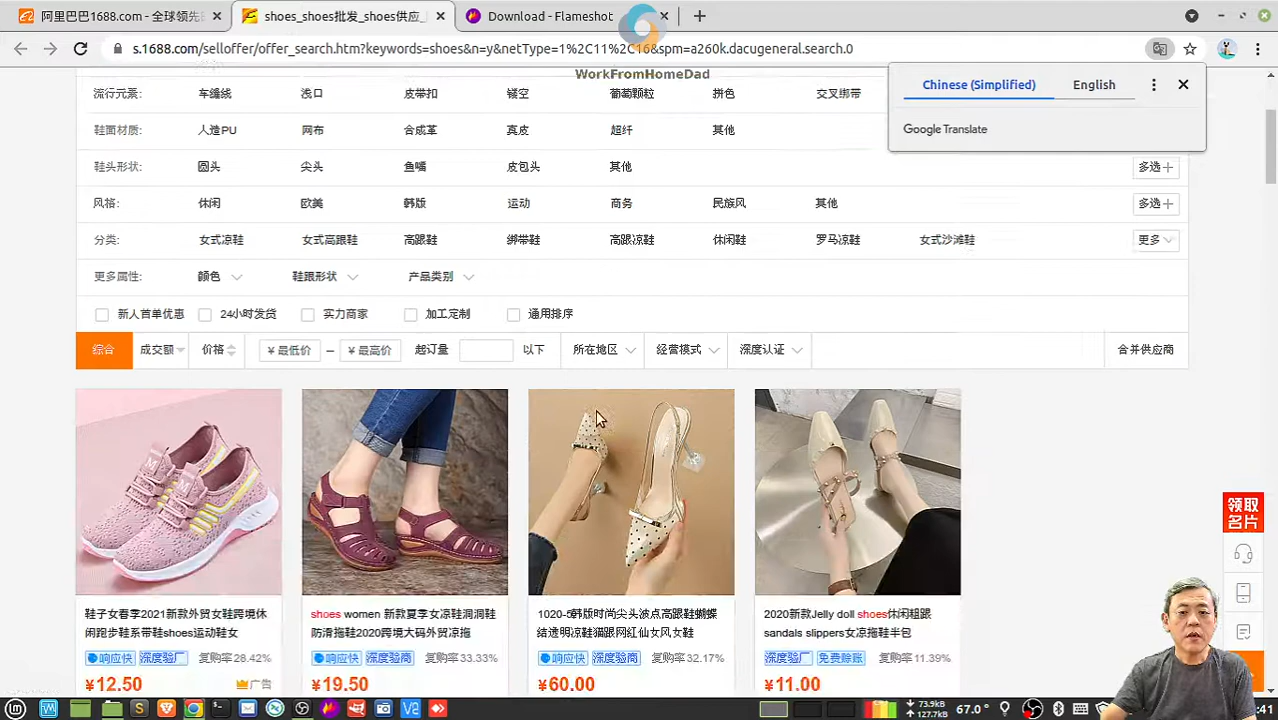 阿里巴巴1688.com - 全球领先
shoes_shoes批发_shoes供应_
Download - Flameshot
s.1688.com/selloffer/offer_search.htm?keywords=shoes&n=y&netType=1%2C11%2C16&spm=a260k.dacugeneral.search.0
WorkFromHomeDad
Chinese (Simplified) English
Google Translate
流行元素: 车缝线 浅口 皮带扣 镂空 葡萄颗粒 拼色 交叉绑带
鞋面材质: 人造PU 网布 合成革 真皮 超纤 其他
鞋头形状: 圆头 尖头 鱼嘴 皮包头 其他 多选
风格: 休闲 欧美 韩版 运动 商务 民族风 其他 多选
分类: 女式凉鞋 女式高跟鞋 高跟鞋 绑带鞋 高跟凉鞋 休闲鞋 罗马凉鞋 女式沙滩鞋 更多
更多属性: 颜色 鞋跟形状 产品类别
新人首单优惠 24小时发货 实力商家 加工定制 通用排序
综合 成交额 价格 ¥最低价 – ¥最高价 起订量 以下 所在地区 经营模式 深度认证 合并供应商
领取
名片
鞋子女春季2021新款外贸女鞋跨境休
闲跑步鞋系带鞋shoes运动鞋女
响应快 深度验厂 复购率28.42%
¥12.50 广告
shoes women 新款夏季女凉鞋洞洞鞋
防滑拖鞋2020跨境大码外贸凉拖
响应快 深度验商 复购率33.33%
¥19.50
1020-5韩版时尚尖头波点高跟鞋蝴蝶
结透明凉鞋猫跟网红仙女风女鞋
响应快 深度验商 复购率32.17%
¥60.00
2020新款Jelly doll shoes休闲粗跟
sandals slippers女凉拖鞋半包
深度验厂 免费赊账 复购率11.39%
¥11.00
73.9kB
127.7kB
67.0°
:41